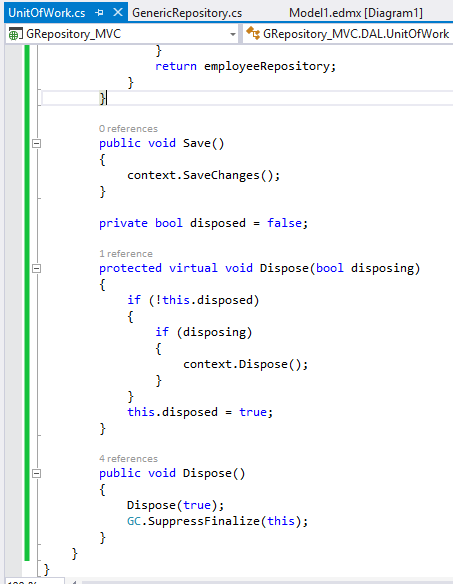 UnitOfWork.cs GenericRepository.cs Model1.edmx [Diagram1]
GRepository_MVC GRepository_MVC.DAL.UnitOfWork
}
return employeeRepository;
}
}
0 references
public void Save()
{
context.SaveChanges();
}
private bool disposed = false;
1 reference
protected virtual void Dispose(bool disposing)
{
if (!this.disposed)
{
if (disposing)
{
context.Dispose();
}
}
this.disposed = true;
}
4 references
public void Dispose()
{
Dispose(true);
GC.SuppressFinalize(this);
}
}
}